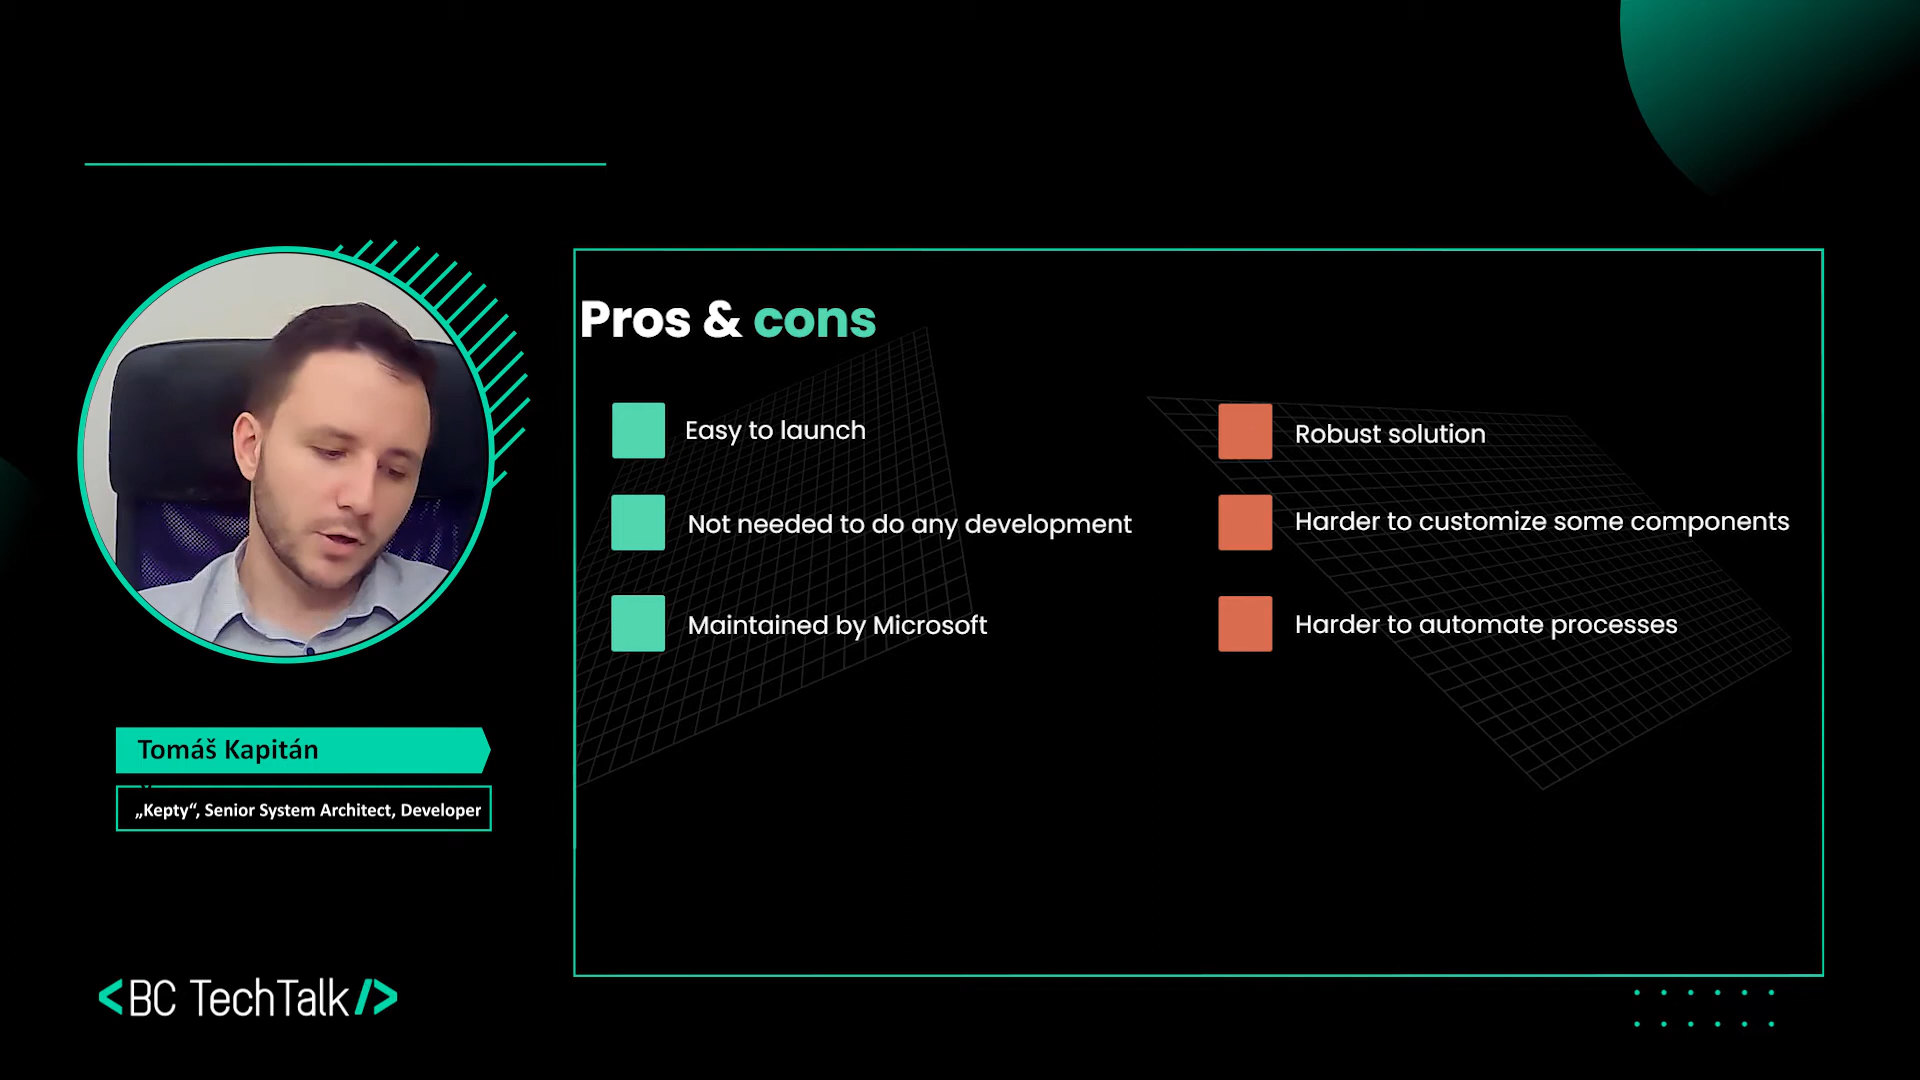 Pros & cons
Easy to launch
Not needed to do any development
Maintained by Microsoft
Robust solution
Harder to customize some components
Harder to automate processes
Tomáš Kapitán
„Kepty“, Senior System Architect, Developer
<BC TechTalk/>